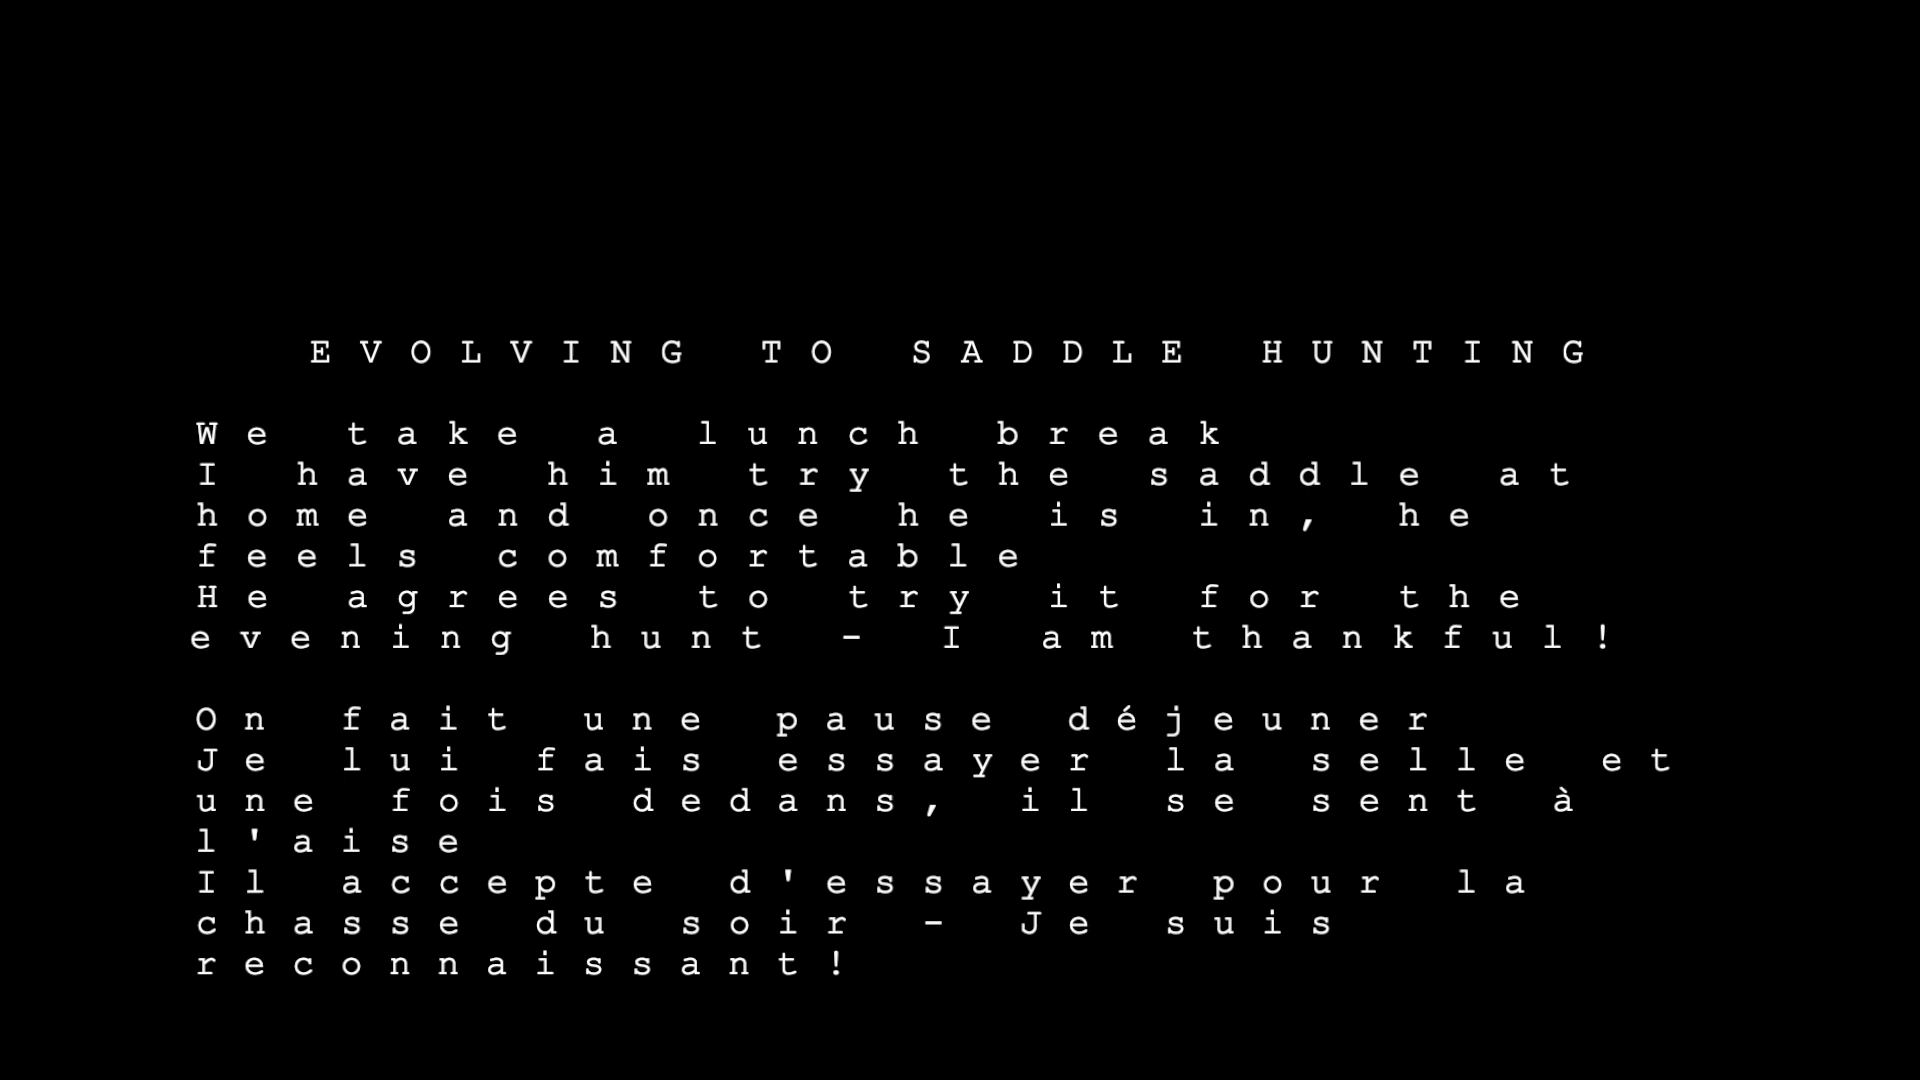 EVOLVING TO SADDLE HUNTING
We take a lunch break
I have him try the saddle at
home and once he is in, he
feels comfortable
He agrees to try it for the
evening hunt - I am thankful!
On fait une pause déjeuner
Je lui fais essayer la selle et
une fois dedans, il se sent à
l'aise
Il accepte d'essayer pour la
chasse du soir - Je suis
reconnaissant!